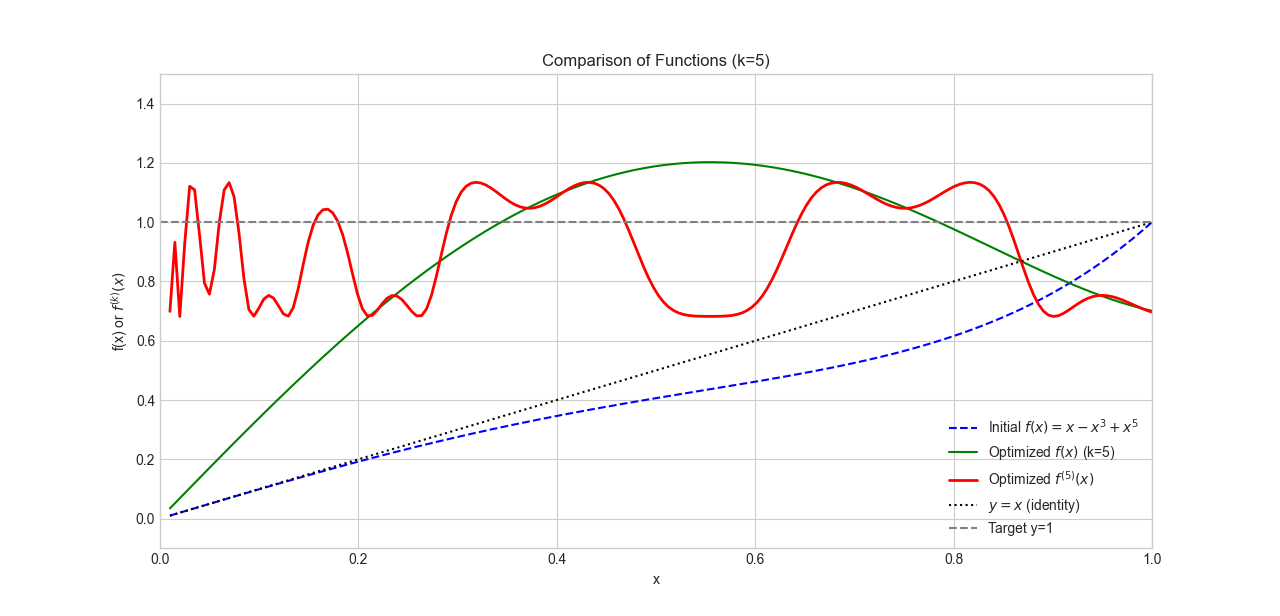 Comparison of Functions (k=5)
f(x) or $f^{(k)}(x)$
1.4
1.2
1.0
0.8
0.6
0.4
0.2
0.0
Initial $f(x) = x - x^3 + x^5$
Optimized $f(x)$ (k=5)
Optimized $f^{(5)}(x)$
$y = x$ (identity)
Target y=1
0.0 0.2 0.4 0.6 0.8 1.0
x